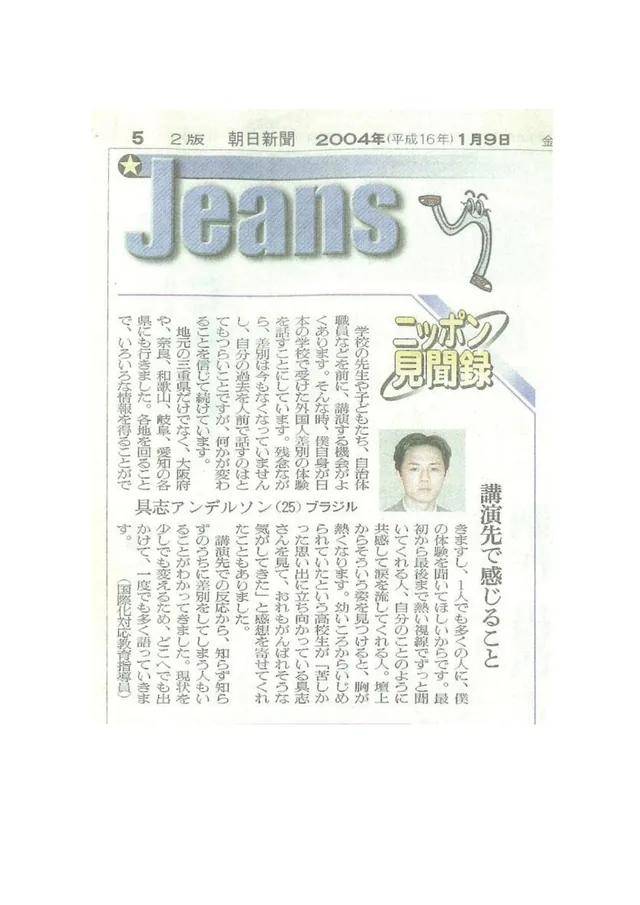 5 2版 朝日新聞 2004年(平成16年)1月9日 金
Jeans
ニッポン
見聞録
講演先で感じること
具志アンデルソン(25) ブラジル
学校の先生や子どもたち、自治体
職員などを前に、講演する機会がよ
くあります。そんな時、僕自身が日
本の学校で受けた外国人差別の体験
を話すことにしています。残念なが
ら、差別は今もなくなっていません
し、自分の過去を人前で話すのはと
てもつらいことですが、何かが変わ
ることを信じて続けています。
地元の三重県だけでなく、大阪府
や、奈良、和歌山、岐阜、愛知の各
県にも行きました。各地を回ること
で、いろいろな情報を得ることがで
きますし、1人でも多くの人に、僕
の体験を聞いてほしいからです。最
初から最後まで熱い視線でずっと聞
いてくれる人、自分のことのように
共感して涙を流してくれる人。壇上
からそういう姿を見つけると、胸が
熱くなります。幼いころからいじめ
られていたという高校生が「苦しか
った思い出に立ち向かっている具志
さんを見て、おれもがんばれそうな
気がしてきた」と感想を寄せてくれ
たこともありました。
講演先での反応から、知らず知ら
ずのうちに差別をしてしまう人もい
ることがわかってきました。現状を
少しでも変えるため、どこへでも出
かけて、一度でも多く語っていきま
す。
(国際化対応教育指導員)